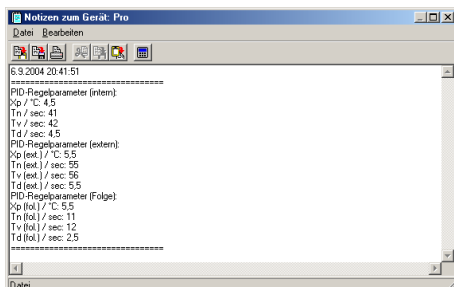 Notizen zum Gerät: Pro
Datei Bearbeiten
6.9.2004 20:41:51
================================
PID-Regelparameter (intern):
Xp / °C: 4,5
Tn / sec: 41
Tv / sec: 42
Td / sec: 4,5
PID-Regelparameter (extern):
Xp (ext.) / °C: 5,5
Tn (ext.) / sec: 55
Tv (ext.) / sec: 56
Td (ext.) / sec: 5,5
PID-Regelparameter (Folge):
Xp (fol.) / °C: 5,5
Tn (fol.) / sec: 11
Tv (fol.) / sec: 12
Td (fol.) / sec: 2,5
================================
Datei